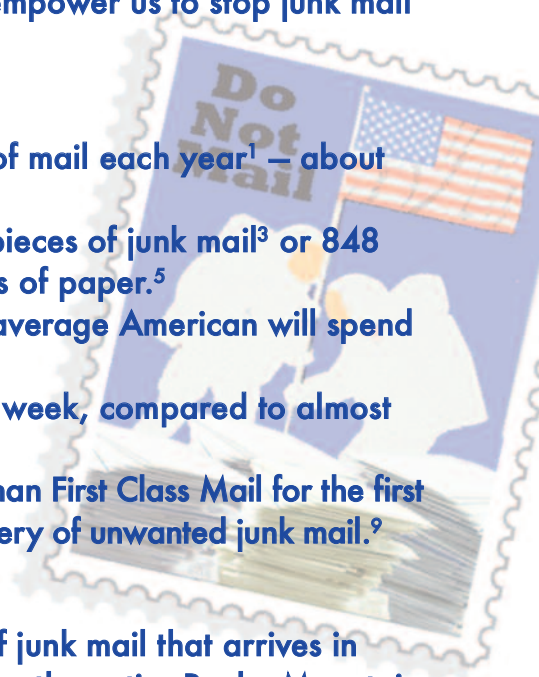 empower us to stop junk mail
Do
Not
Mail
of mail each year¹ — about
pieces of junk mail³ or 848
s of paper.⁵
average American will spend
week, compared to almost
han First Class Mail for the first
ery of unwanted junk mail.⁹
f junk mail that arrives in